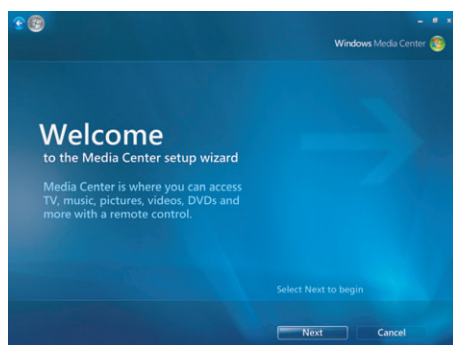 Windows Media Center
Welcome
to the Media Center setup wizard
Media Center is where you can access
TV, music, pictures, videos, DVDs and
more with a remote control.
Select Next to begin
Next Cancel